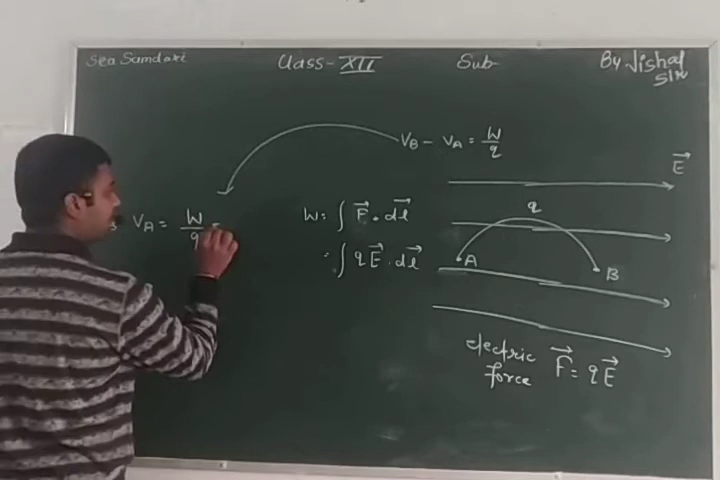 Sea Samdari Class-XII Sub- By Vishal Sir
V_B - V_A = W/q
E⃗
V_A = W/q =
W = ∫ F⃗ . dl⃗
q
= ∫ qE⃗ . dl⃗
A
B
electric force F⃗ = qE⃗